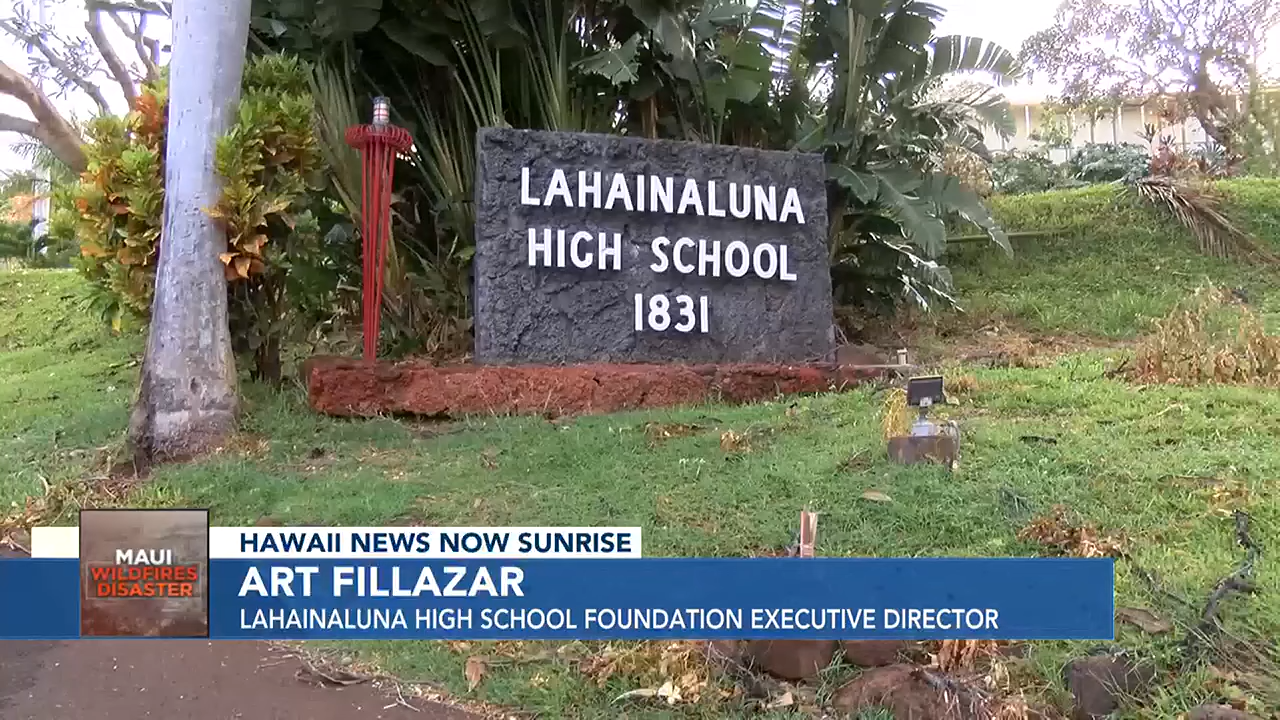 LAHAINALUNA
HIGH SCHOOL
1831
HAWAII NEWS NOW SUNRISE
MAUI
WILDFIRES
DISASTER
ART FILLAZAR
LAHAINALUNA HIGH SCHOOL FOUNDATION EXECUTIVE DIRECTOR